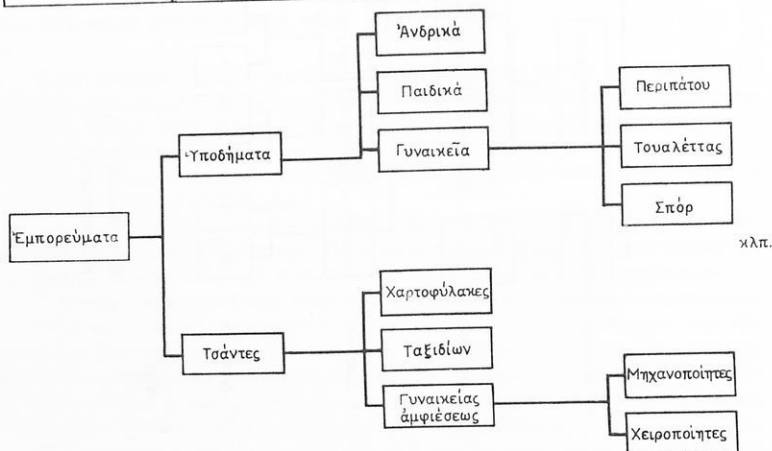 Ἀνδρικά
Παιδικά
Περιπάτου
Ὑποδήματα
Γυναικεῖα
Τουαλέττας
Σπόρ
Ἐμπορεύματα
κλπ.
Χαρτοφύλακες
Τσάντες
Ταξιδίων
Μηχανοποίητες
Γυναικείας
ἀμφιέσεως
Χειροποίητες